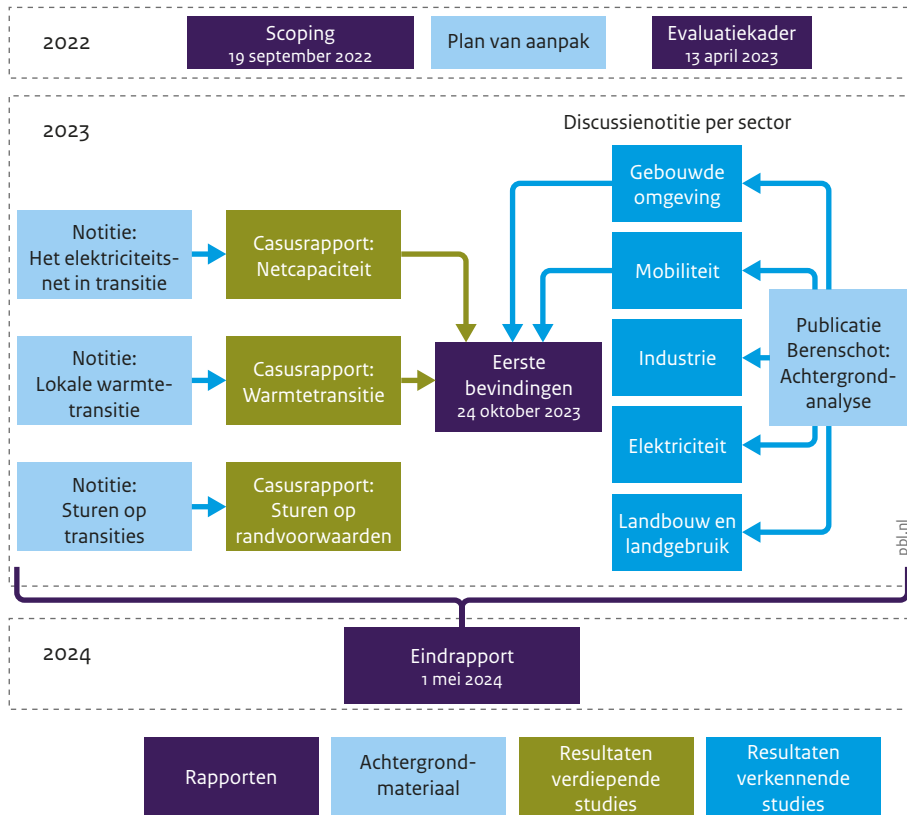 2022
Scoping
19 september 2022
Plan van aanpak
Evaluatiekader
13 april 2023
2023
Discussienotitie per sector
Notitie:
Het elektriciteits-
net in transitie
Casusrapport:
Netcapaciteit
Notitie:
Lokale warmte-
transitie
Casusrapport:
Warmtetransitie
Notitie:
Sturen op
transities
Casusrapport:
Sturen op
randvoorwaarden
Eerste
bevindingen
24 oktober 2023
Gebouwde
omgeving
Mobiliteit
Industrie
Elektriciteit
Landbouw en
landgebruik
Publicatie
Berenschot:
Achtergrond-
analyse
pbl.nl
2024
Eindrapport
1 mei 2024
Rapporten
Achtergrond-
materiaal
Resultaten
verdiepende
studies
Resultaten
verkennende
studies